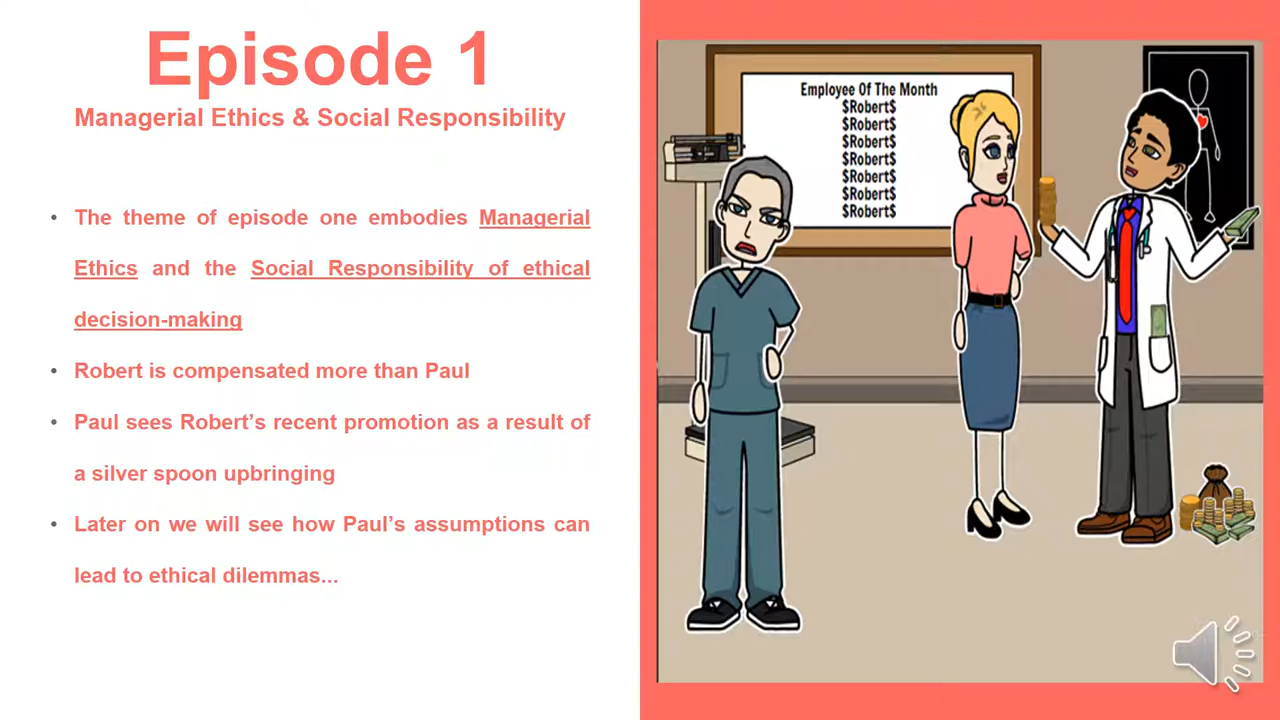 Episode 1
Managerial Ethics & Social Responsibility
• The theme of episode one embodies Managerial
Ethics and the Social Responsibility of ethical
decision-making
• Robert is compensated more than Paul
• Paul sees Robert’s recent promotion as a result of
a silver spoon upbringing
• Later on we will see how Paul’s assumptions can
lead to ethical dilemmas...
Employee Of The Month
$Robert$
$Robert$
$Robert$
$Robert$
$Robert$
$Robert$
$Robert$